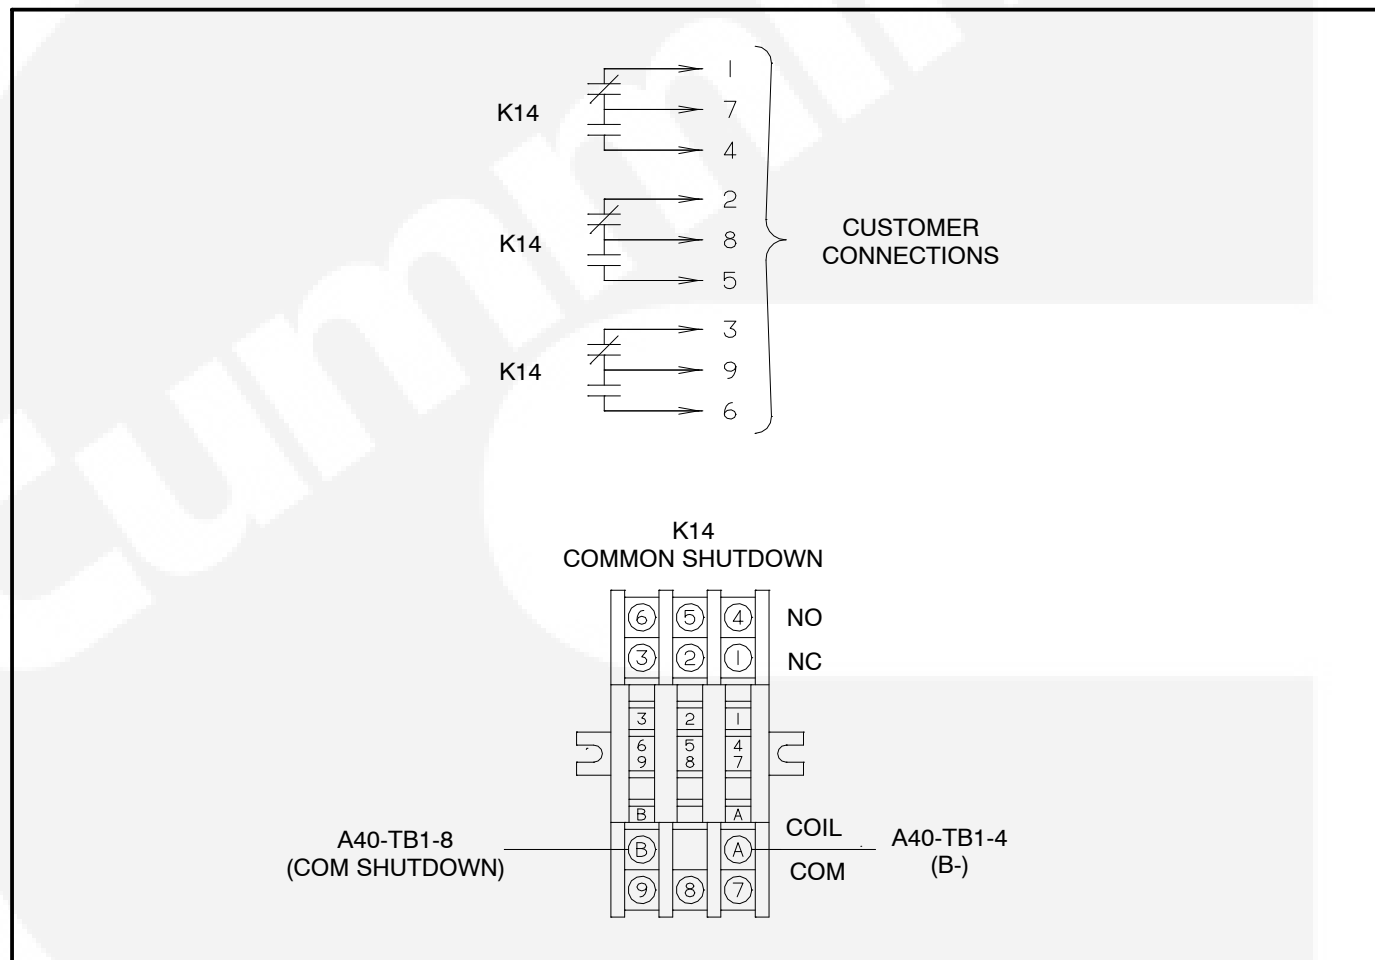 1
K14
7
4
2
K14
8
5
3
K14
9
6
CUSTOMER
CONNECTIONS
K14
COMMON SHUTDOWN
6 5 4 NO
3 2 1 NC
3 2 1
6 5 4
9 8 7
B A
COIL
A40-TB1-8
(COM SHUTDOWN)
B A
A40-TB1-4
(B-)
COM
9 8 7
Cummin